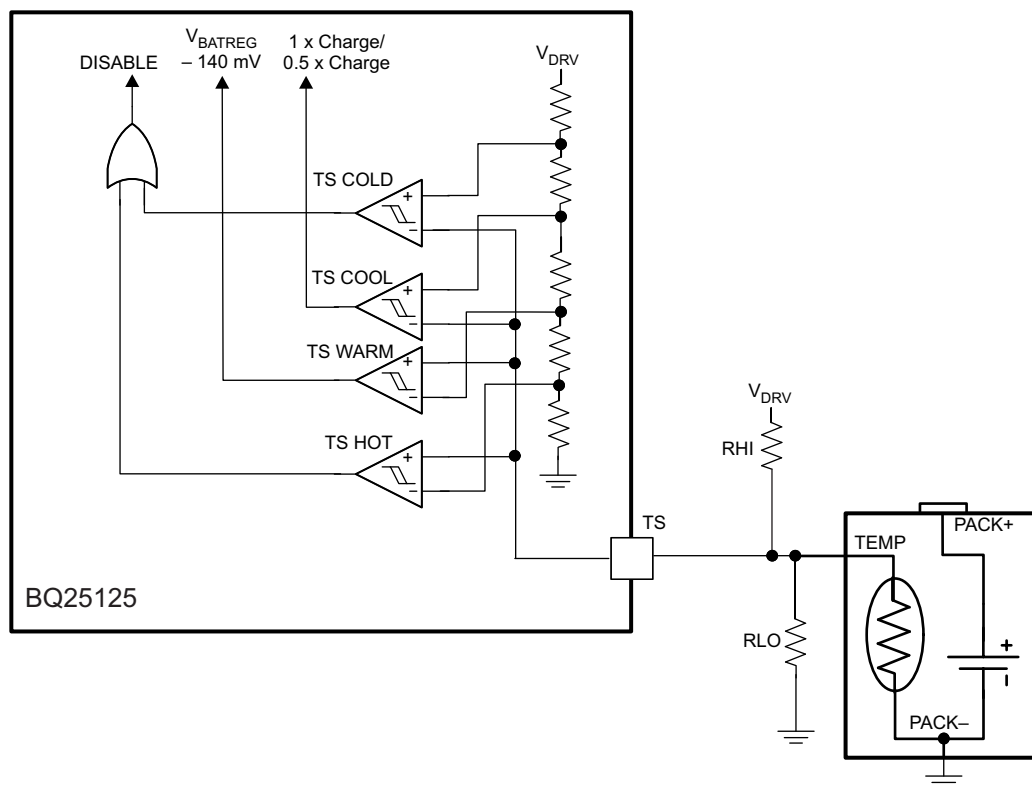 DISABLE
VBATREG
– 140 mV
1 x Charge/
0.5 x Charge
VDRV
TS COLD
+
–
TS COOL
+
–
TS WARM
+
–
TS HOT
+
–
VDRV
RHI
TS
PACK+
TEMP
BQ25125
RLO
+
–
PACK–